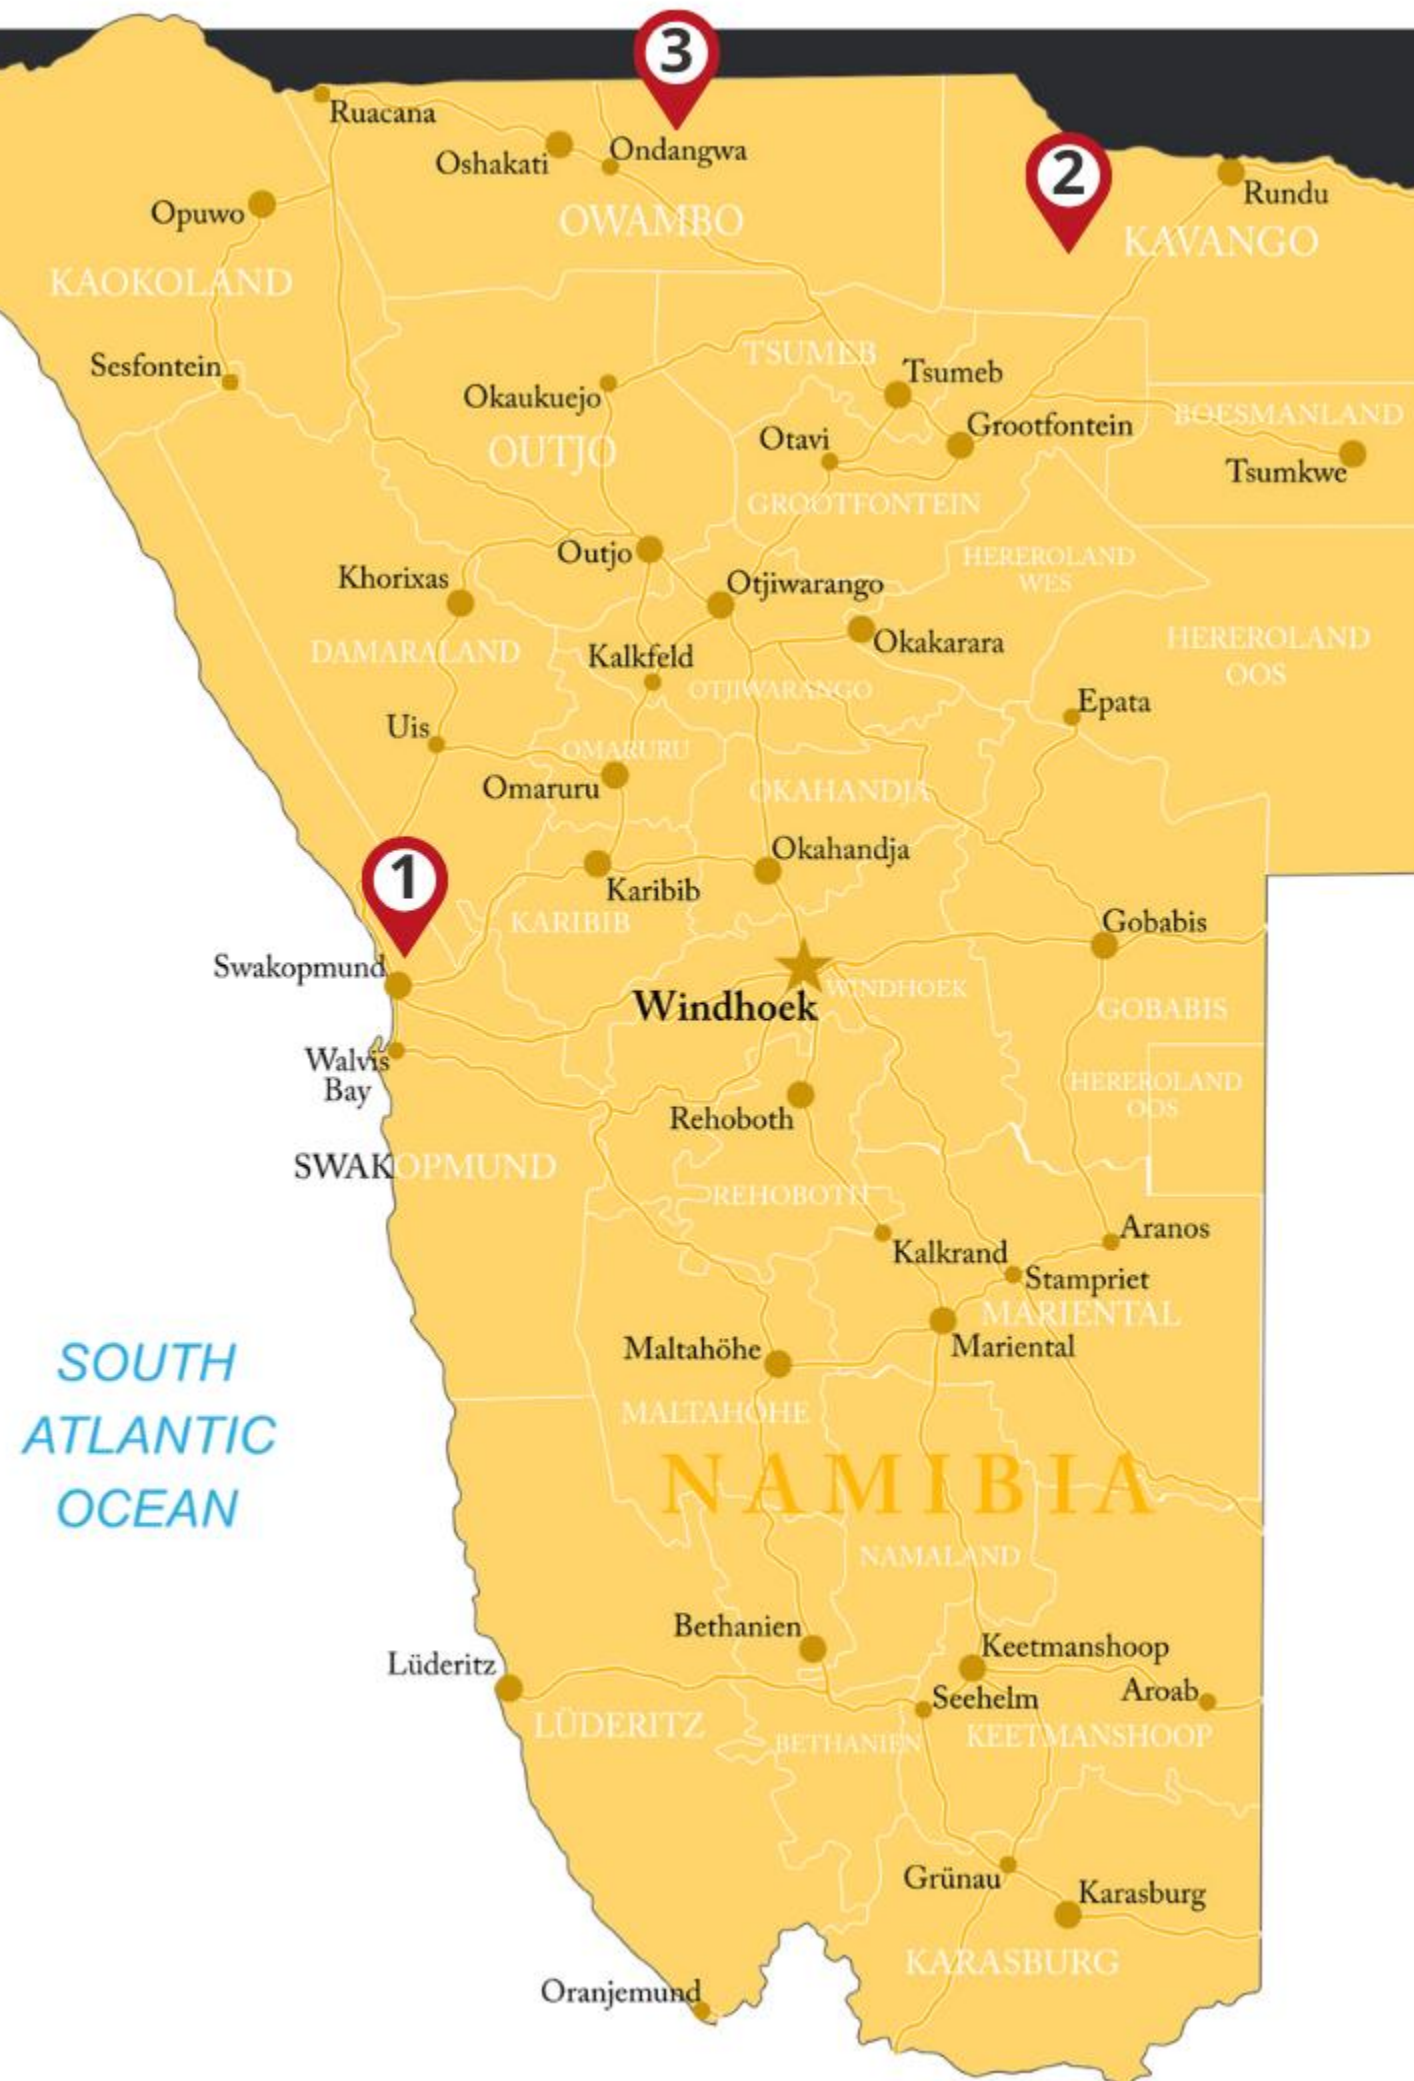 3
Ruacana
Ondangwa
Oshakati
2
Rundu
Opuwo
OWAMBO
KAVANGO
KAOKOLAND
TSUMEB
Sesfontein
Tsumeb
Okaukuejo
BOESMANLAND
Grootfontein
Otavi
OUTJO
Tsumkwe
GROOTFONTEIN
Outjo
HEREROLAND
WES
Khorixas
Otjiwarango
HEREROLAND
OOS
Okakarara
DAMARALAND
Kalkfeld
OTJIWARANGO
Epata
Uis
OMARURU
Omaruru
OKAHANDJA
Okahandja
1
Karibib
KARIBIB
Gobabis
Swakopmund
WINDHOEK
Windhoek
GOBABIS
Walvis
Bay
HEREROLAND
OOS
Rehoboth
SWAKOPMUND
REHOBOTH
Aranos
Kalkrand
Stampriet
MARIENTAL
Mariental
Maltahöhe
SOUTH
ATLANTIC
OCEAN
MALTAHÖHE
NAMIBIA
NAMALAND
Bethanien
Keetmanshoop
Lüderitz
Aroab
Seehelm
LÜDERITZ
KEETMANSHOOP
BETHANIEN
Grünau
Karasburg
KARASBURG
Oranjemund